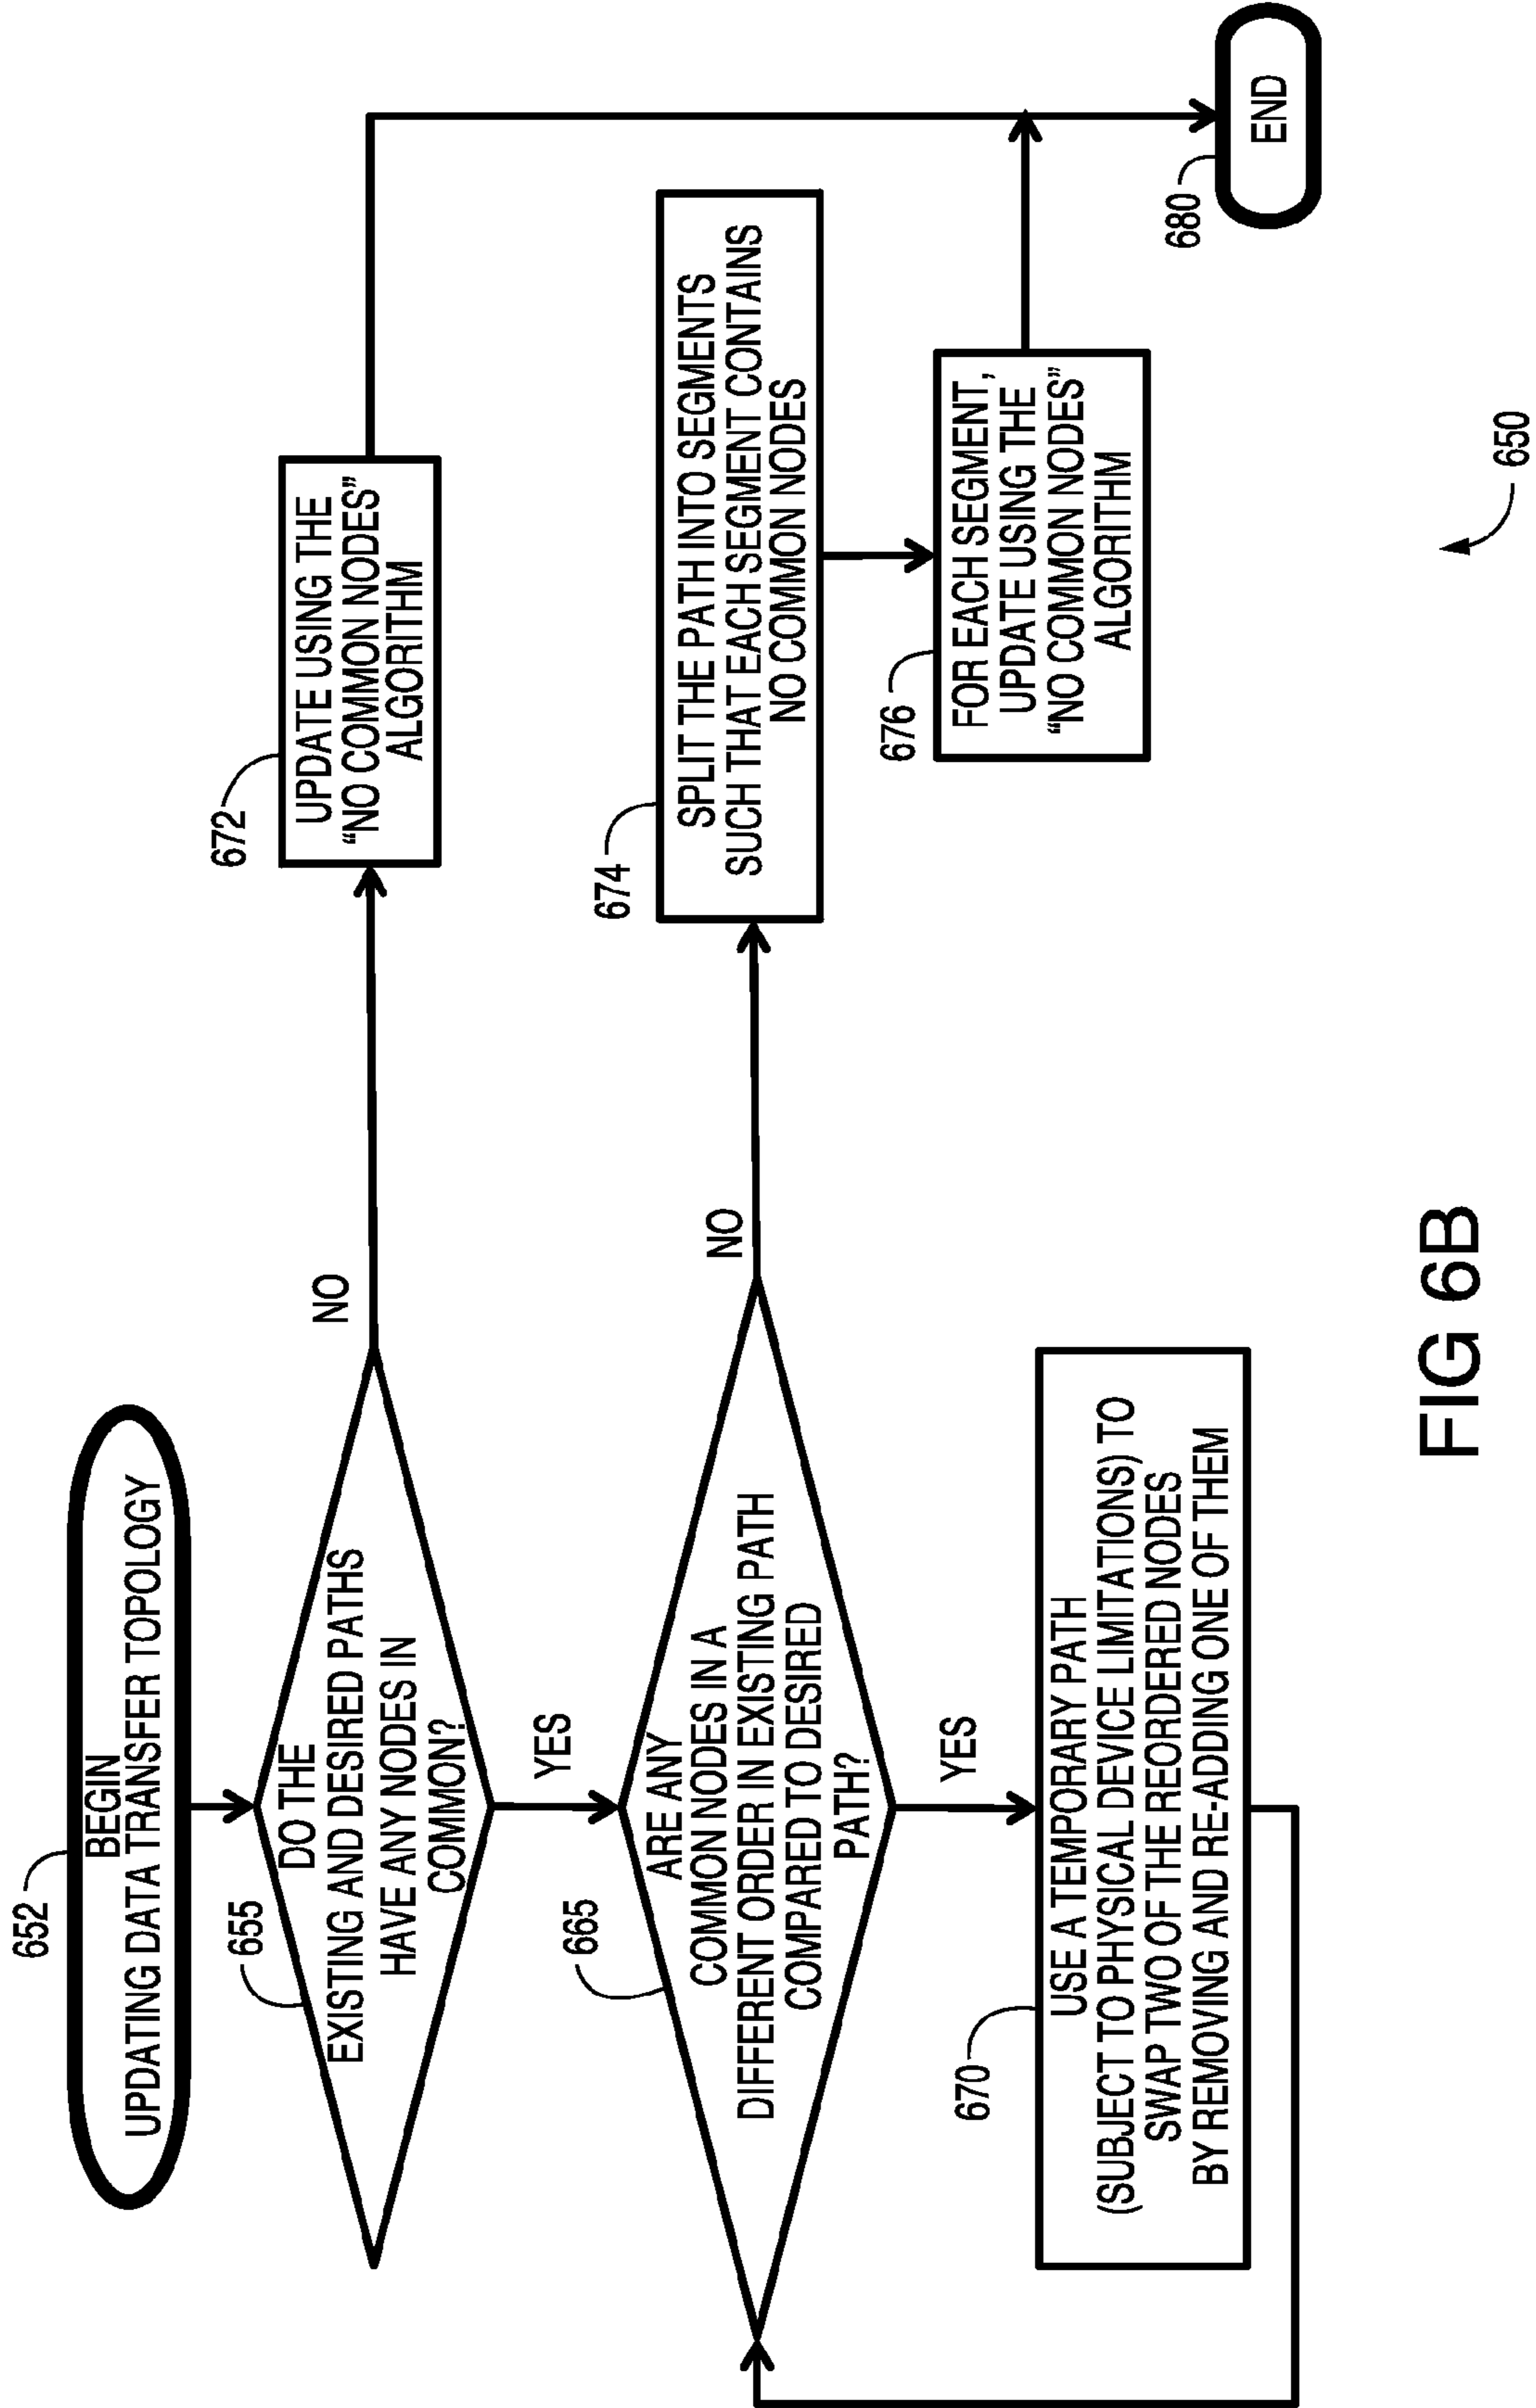 652
BEGIN
UPDATING DATA TRANSFER TOPOLOGY
655
DO THE
EXISTING AND DESIRED PATHS
HAVE ANY NODES IN
COMMON?
NO
672
UPDATE USING THE
“NO COMMON NODES”
ALGORITHM
YES
665
ARE ANY
COMMON NODES IN A
DIFFERENT ORDER IN EXISTING PATH
COMPARED TO DESIRED
PATH?
NO
674
SPLIT THE PATH INTO SEGMENTS
SUCH THAT EACH SEGMENT CONTAINS
NO COMMON NODES
YES
670
USE A TEMPORARY PATH
(SUBJECT TO PHYSICAL DEVICE LIMITATIONS) TO
SWAP TWO OF THE REORDERED NODES
BY REMOVING AND RE-ADDING ONE OF THEM
676
FOR EACH SEGMENT,
UPDATE USING THE
“NO COMMON NODES”
ALGORITHM
680
END
650
FIG 6B